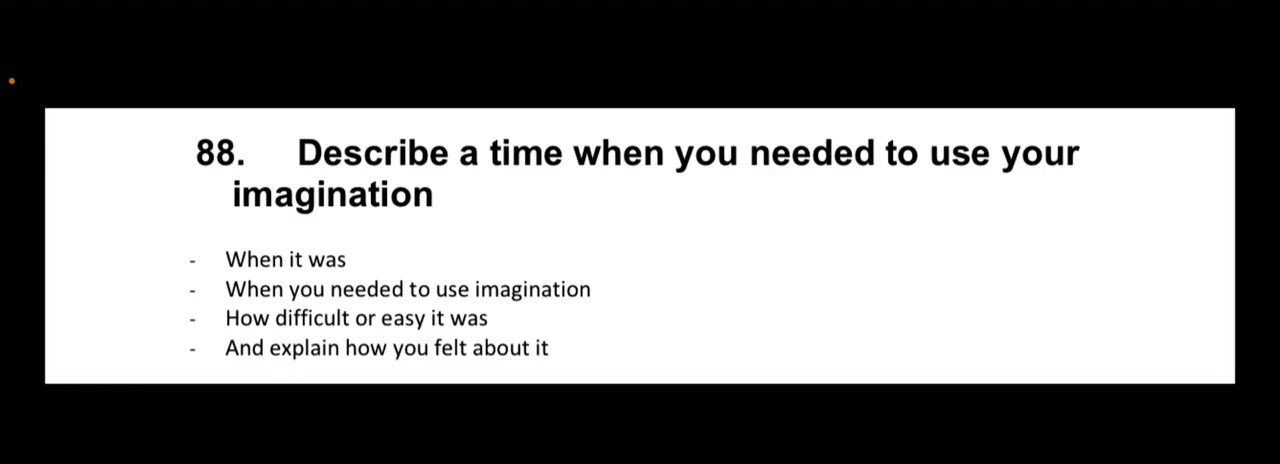 88. Describe a time when you needed to use your
imagination
- When it was
- When you needed to use imagination
- How difficult or easy it was
- And explain how you felt about it